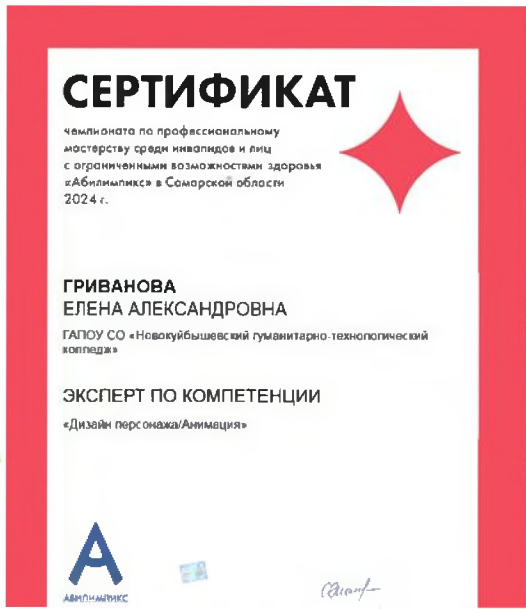 СЕРТИФИКАТ
чемпионата по профессиональному
мастерству среди инвалидов и лиц
с ограниченными возможностями здоровья
«Абилимпикс» в Самарской области
2024 г.
ГРИВАНОВА
ЕЛЕНА АЛЕКСАНДРОВНА
ГАПОУ СО «Новокуйбышевский гуманитарно-технологический
колледж»
ЭКСПЕРТ ПО КОМПЕТЕНЦИИ
«Дизайн персонажа/Анимация»
АБИЛИМПИКС